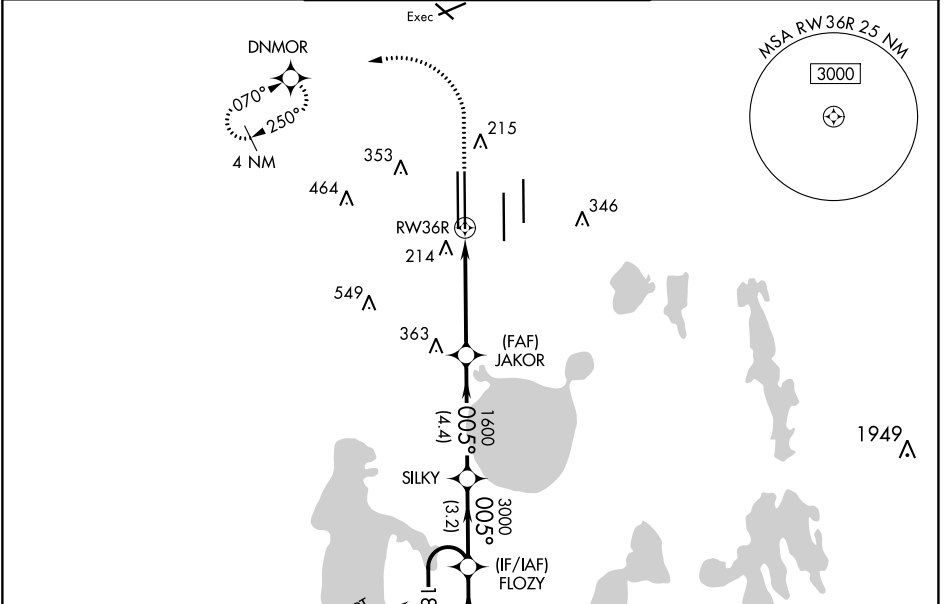 Exec
DNMOR
070°
250°
4 NM
MSA RW36R 25 NM
3000
215
353
464
346
RW36R
214
549
363
(FAF)
JAKOR
1600
005°
(4.4)
1949
SILKY
3000
005°
(3.2)
(IF/IAF)
FLOZY
18